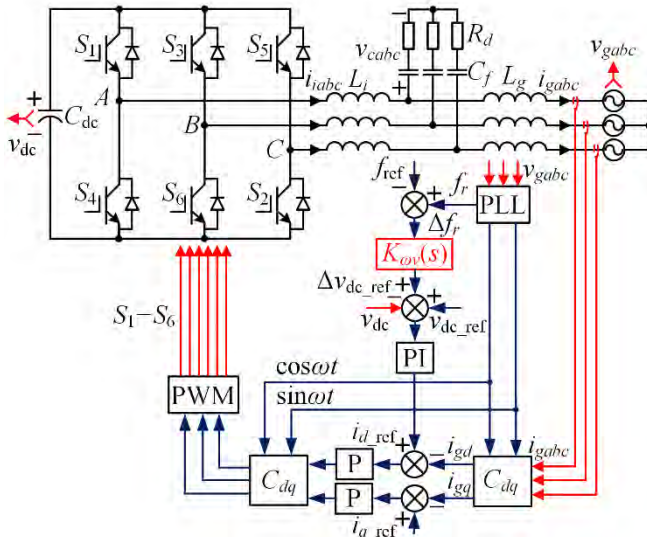 S1 S3 S5
Rd
vcabc
vgabc
+ A iiabc Li + Cf Lg igabc
− Cdc
vdc B
C
fref fr vgabc
S4 S6 S2
− + PLL
Δfr
Kωv(s)
Δvdc_ref + +
−
S1−S6 vdc vdc_ref
PI
cosωt
PWM sinωt
id_ref + igd igabc
P −
Cdq Cdq
P igq
−
iq_ref +